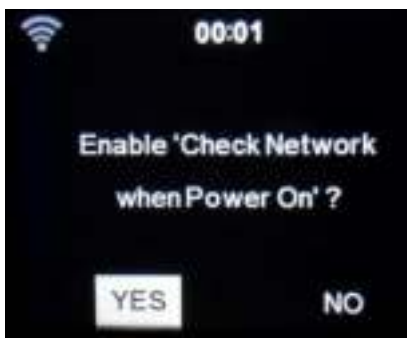 00:01
Enable 'Check Network
when Power On' ?
YES NO